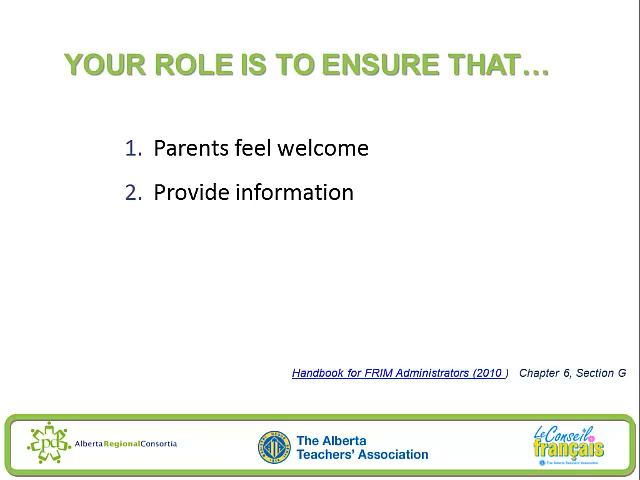 YOUR ROLE IS TO ENSURE THAT…
1. Parents feel welcome
2. Provide information
Handbook for FRIM Administrators (2010 ) Chapter 6, Section G
pdc Alberta Regional Consortia
The Alberta
Teachers' Association
Le Conseil
français